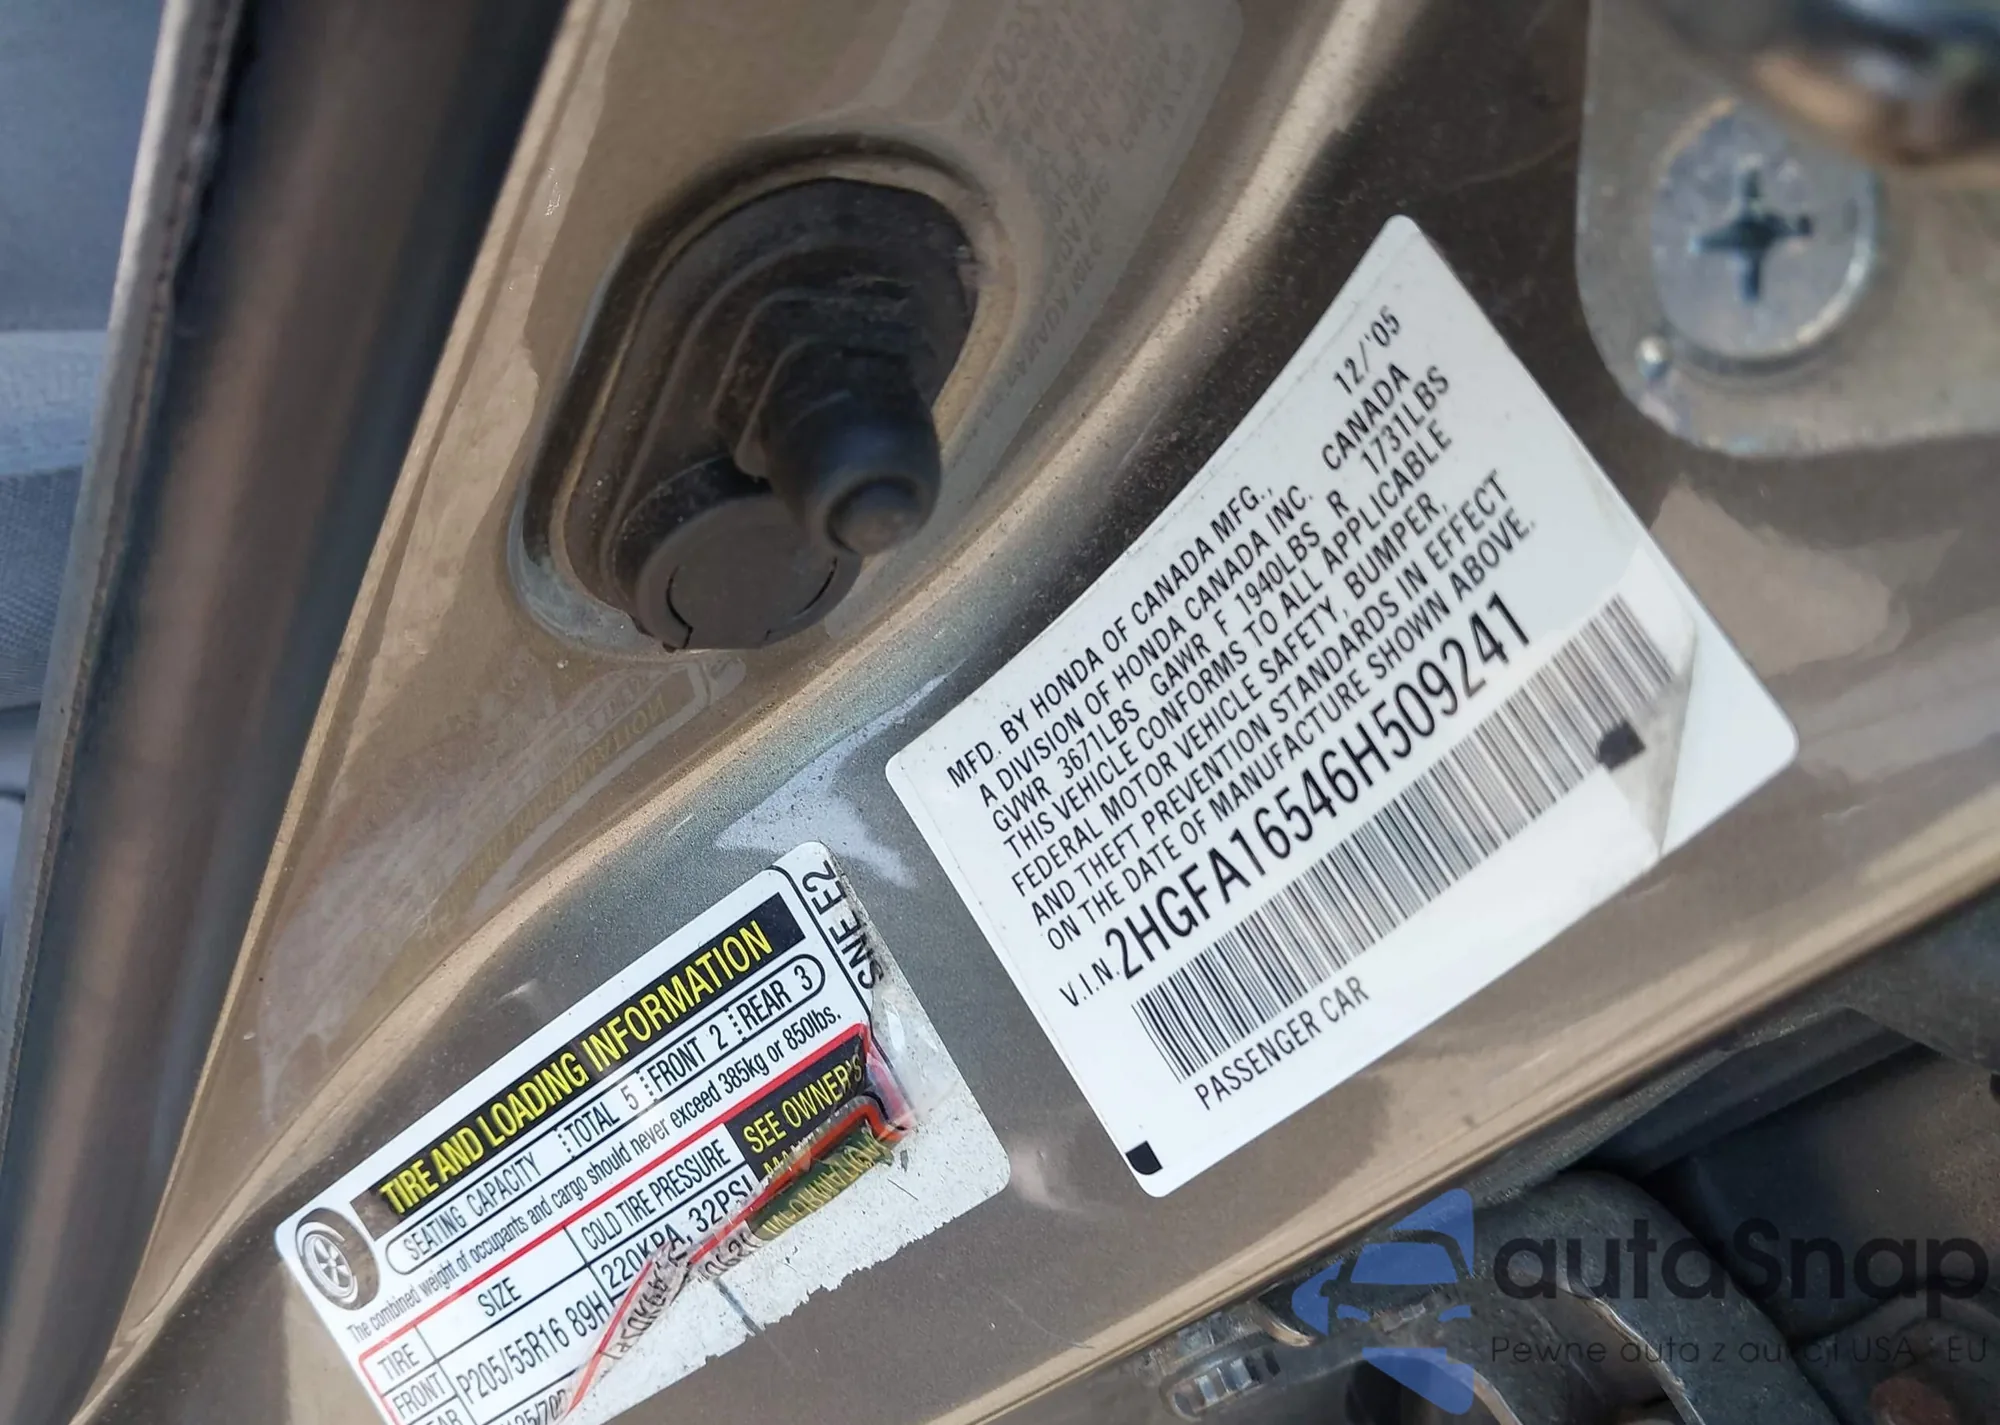 12/'05
MFD. BY HONDA OF CANADA MFG., CANADA
A DIVISION OF HONDA CANADA INC.
GVWR 3671LBS GAWR F 1940LBS R 1731LBS
THIS VEHICLE CONFORMS TO ALL APPLICABLE
FEDERAL MOTOR VEHICLE SAFETY, BUMPER,
AND THEFT PREVENTION STANDARDS IN EFFECT
ON THE DATE OF MANUFACTURE SHOWN ABOVE.
V.I.N. 2HGFA16546H509241
PASSENGER CAR
SNE E2
TIRE AND LOADING INFORMATION
SEATING CAPACITY TOTAL 5 FRONT 2 REAR 3
The combined weight of occupants and cargo should never exceed 385kg or 850lbs.
TIRE SIZE COLD TIRE PRESSURE SEE OWNER'S
FRONT P205/55R16 89H 220KPA, 32PSI
autaSnap
Pewne auta z aukcji USA i EU